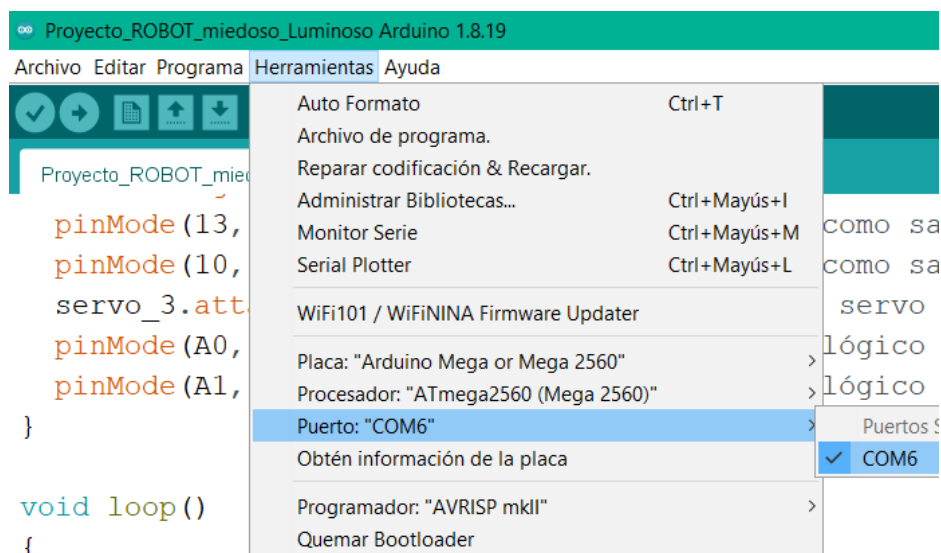 Proyecto_ROBOT_miedoso_Luminoso Arduino 1.8.19
Archivo Editar Programa Herramientas Ayuda
Auto Formato Ctrl+T
Archivo de programa.
Proyecto_ROBOT_mied Reparar codificación & Recargar.
Administrar Bibliotecas... Ctrl+Mayús+I
pinMode(13, Monitor Serie Ctrl+Mayús+M como sa
pinMode(10, Serial Plotter Ctrl+Mayús+L como sa
servo_3.att WiFi101 / WiFiNINA Firmware Updater servo
pinMode(A0, Placa: "Arduino Mega or Mega 2560" lógico
pinMode(A1, Procesador: "ATmega2560 (Mega 2560)" lógico
} Puerto: "COM6" Puertos S
Obtén información de la placa COM6
void loop() Programador: "AVRISP mkII"
{ Quemar Bootloader